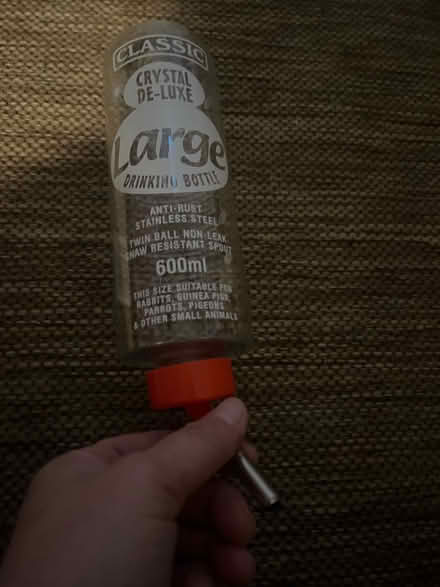 CLASSIC
CRYSTAL
DE-LUXE
Large
DRINKING BOTTLE
ANTI-RUST
STAINLESS STEEL
TWIN BALL NON-LEAK
GNAW RESISTANT SPOUT
600ml
THIS SIZE SUITABLE FOR
RABBITS, GUINEA PIGS,
PARROTS, PIGEONS
& OTHER SMALL ANIMALS